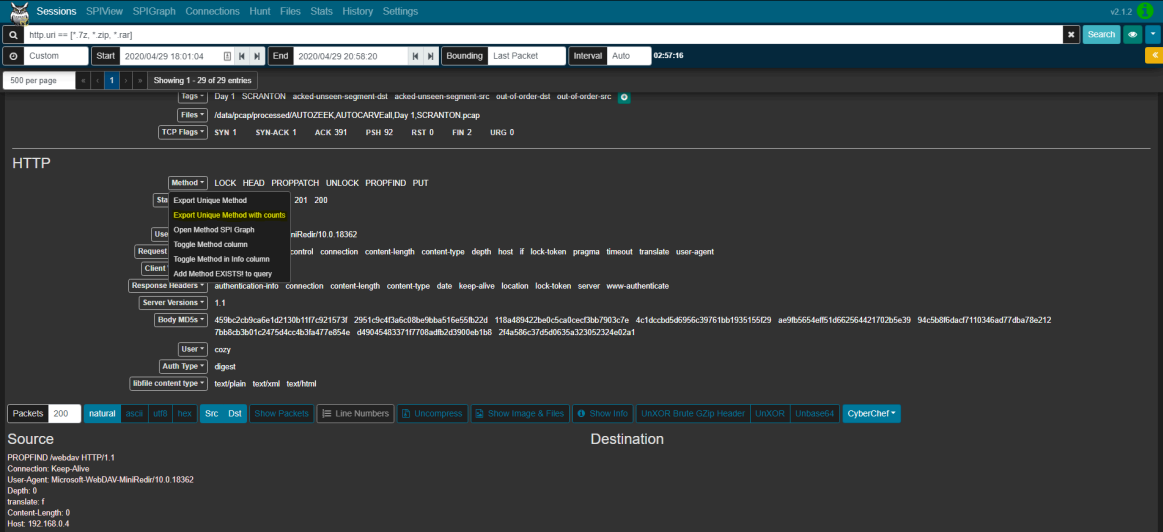 Sessions SPIView SPIGraph Connections Hunt Files Stats History Settings v2.1.2
http.uri == [*.7z, *.zip, *.rar] Search
Custom Start 2020/04/29 18:01:04 End 2020/04/29 20:58:20 Bounding Last Packet Interval Auto 02:57:16
500 per page « ‹ 1 › » Showing 1 - 29 of 29 entries
Tags Day 1 SCRANTON acked-unseen-segment-dst acked-unseen-segment-src out-of-order-dst out-of-order-src
Files /data/pcap/processed/AUTOZEEK,AUTOCARVEall,Day 1,SCRANTON.pcap
TCP Flags SYN 1 SYN-ACK 1 ACK 391 PSH 92 RST 0 FIN 2 URG 0
HTTP
Method LOCK HEAD PROPPATCH UNLOCK PROPFIND PUT
Sta Export Unique Method 201 200
Export Unique Method with counts
Use Open Method SPI Graph niRedir/10.0.18362
Toggle Method column
Request Toggle Method in Info column ontrol connection content-length content-type depth host if lock-token pragma timeout translate user-agent
Client Add Method EXISTS! to query
Response Headers authentication-info connection content-length content-type date keep-alive location lock-token server www-authenticate
Server Versions 1.1
Body MD5s 459bc2cb9ca6e1d2130b11f7c921573f 2951c9c4f3a6c08be9bba516e55fb22d 118a489422be0c5ca0cecf3bb7903c7e 4c1dccbd5d6956c39761bb1935155f29 ae9fb5654eff51d662564421702b5e39 94c5b8f6dacf7110346ad77dba78e212
7bb8cb3b01c2475d4cc4b3fa477e854e d49045483371f7708adfb2d3900eb1b8 2f4a586c37d5d0635a323052324e02a1
User cozy
Auth Type digest
libfile content type text/plain text/xml text/html
Packets 200 natural ascii utf8 hex Src Dst Show Packets Line Numbers Uncompress Show Image & Files Show Info UnXOR Brute GZip Header UnXOR Unbase64 CyberChef
Source Destination
PROPFIND /webdav HTTP/1.1
Connection: Keep-Alive
User-Agent: Microsoft-WebDAV-MiniRedir/10.0.18362
Depth: 0
translate: f
Content-Length: 0
Host: 192.168.0.4